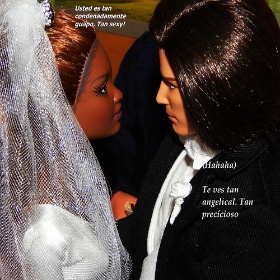 Usted es tan
condenadamente
guapo. Tan sexy!
(Hahaha)
Te ves tan
angelical. Tan
precicioso